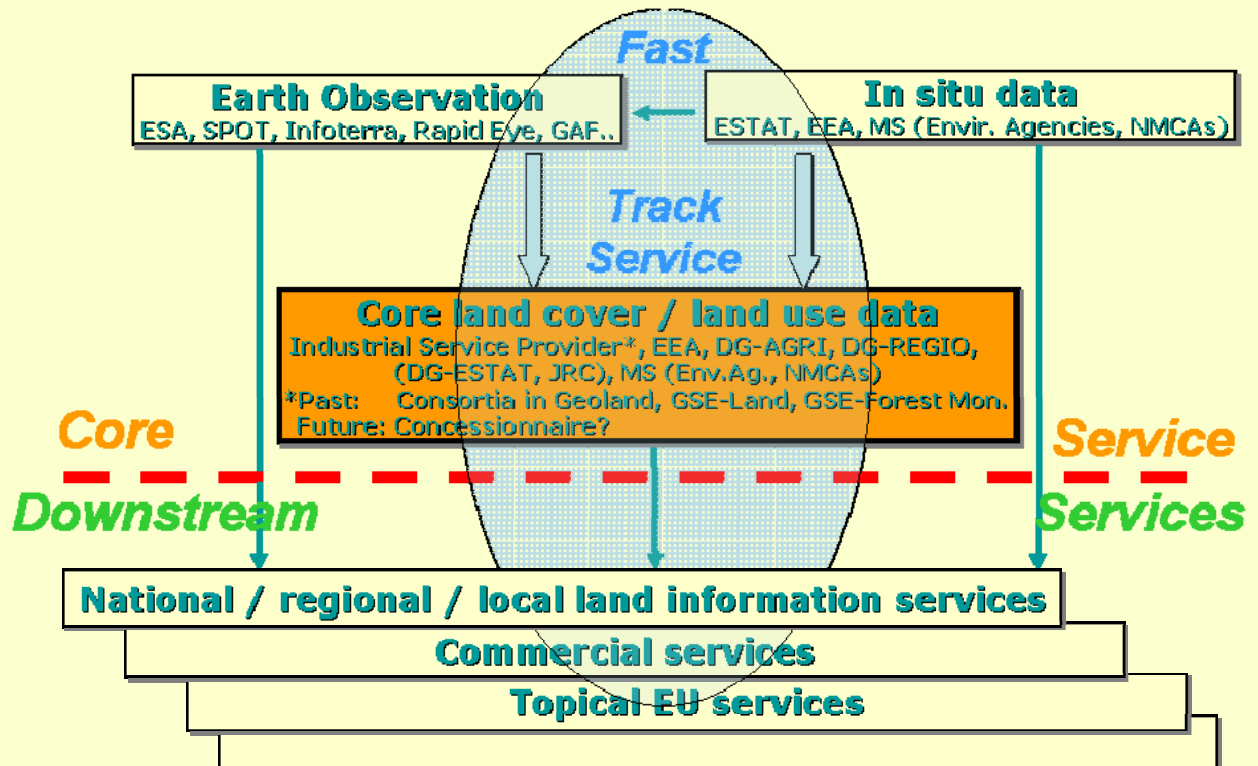 Fast
Earth Observation
ESA, SPOT, Infoterra, Rapid Eye, GAF..
In situ data
ESTAT, EEA, MS (Envir. Agencies, NMCAs)
Track
Service
Core land cover / land use data
Industrial Service Provider*, EEA, DG-AGRI, DG-REGIO,
(DG-ESTAT, JRC), MS (Env.Ag., NMCAs)
*Past: Consortia in Geoland, GSE-Land, GSE-Forest Mon.
Future: Concessionnaire?
Core Service
Downstream Services
National / regional / local land information services
Commercial services
Topical EU services